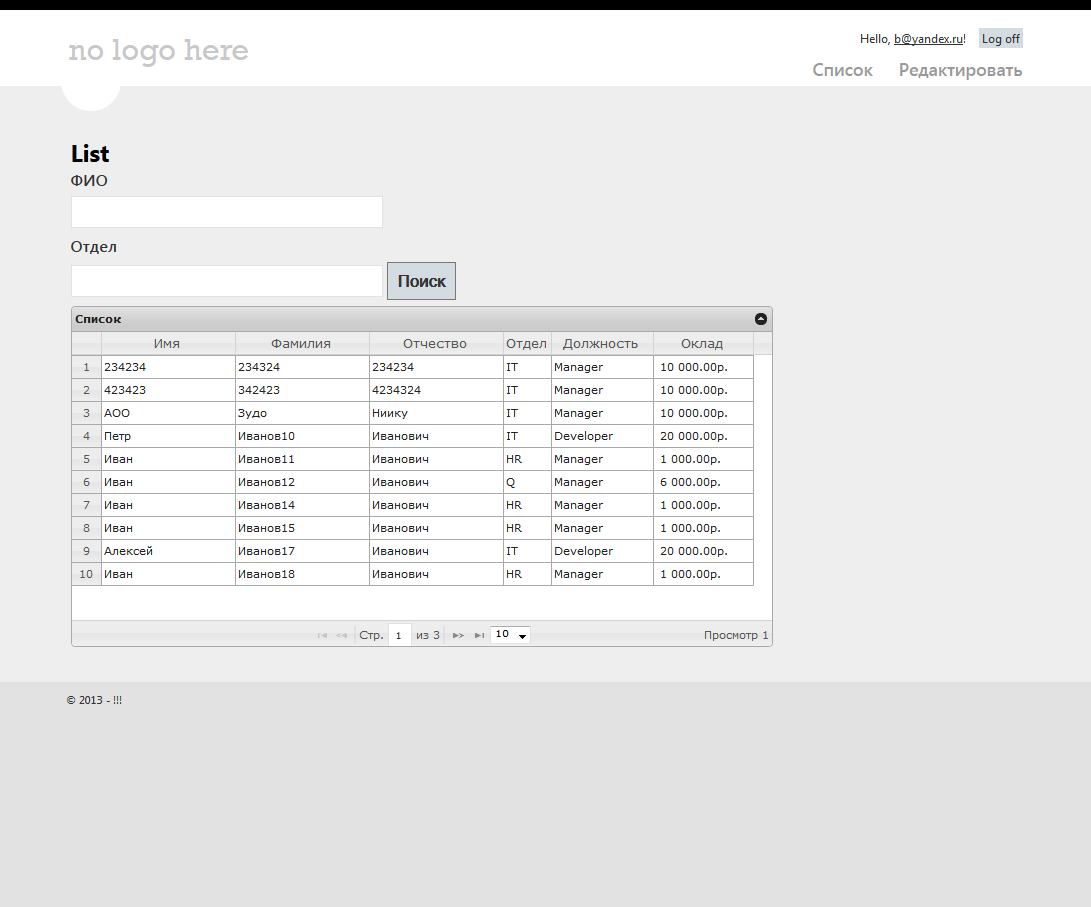 no logo here
Hello, b@yandex.ru! Log off
Список Редактировать
List
ФИО
Отдел
Поиск
Список
Имя Фамилия Отчество Отдел Должность Оклад
1 234234 234324 234234 IT Manager 10 000.00р.
2 423423 342423 4234324 IT Manager 10 000.00р.
3 АОО Зудо Ниику IT Manager 10 000.00р.
4 Петр Иванов10 Иванович IT Developer 20 000.00р.
5 Иван Иванов11 Иванович HR Manager 1 000.00р.
6 Иван Иванов12 Иванович Q Manager 6 000.00р.
7 Иван Иванов14 Иванович HR Manager 1 000.00р.
8 Иван Иванов15 Иванович HR Manager 1 000.00р.
9 Алексей Иванов17 Иванович IT Developer 20 000.00р.
10 Иван Иванов18 Иванович HR Manager 1 000.00р.
Стр. 1 из 3 10 Просмотр 1
© 2013 - !!!